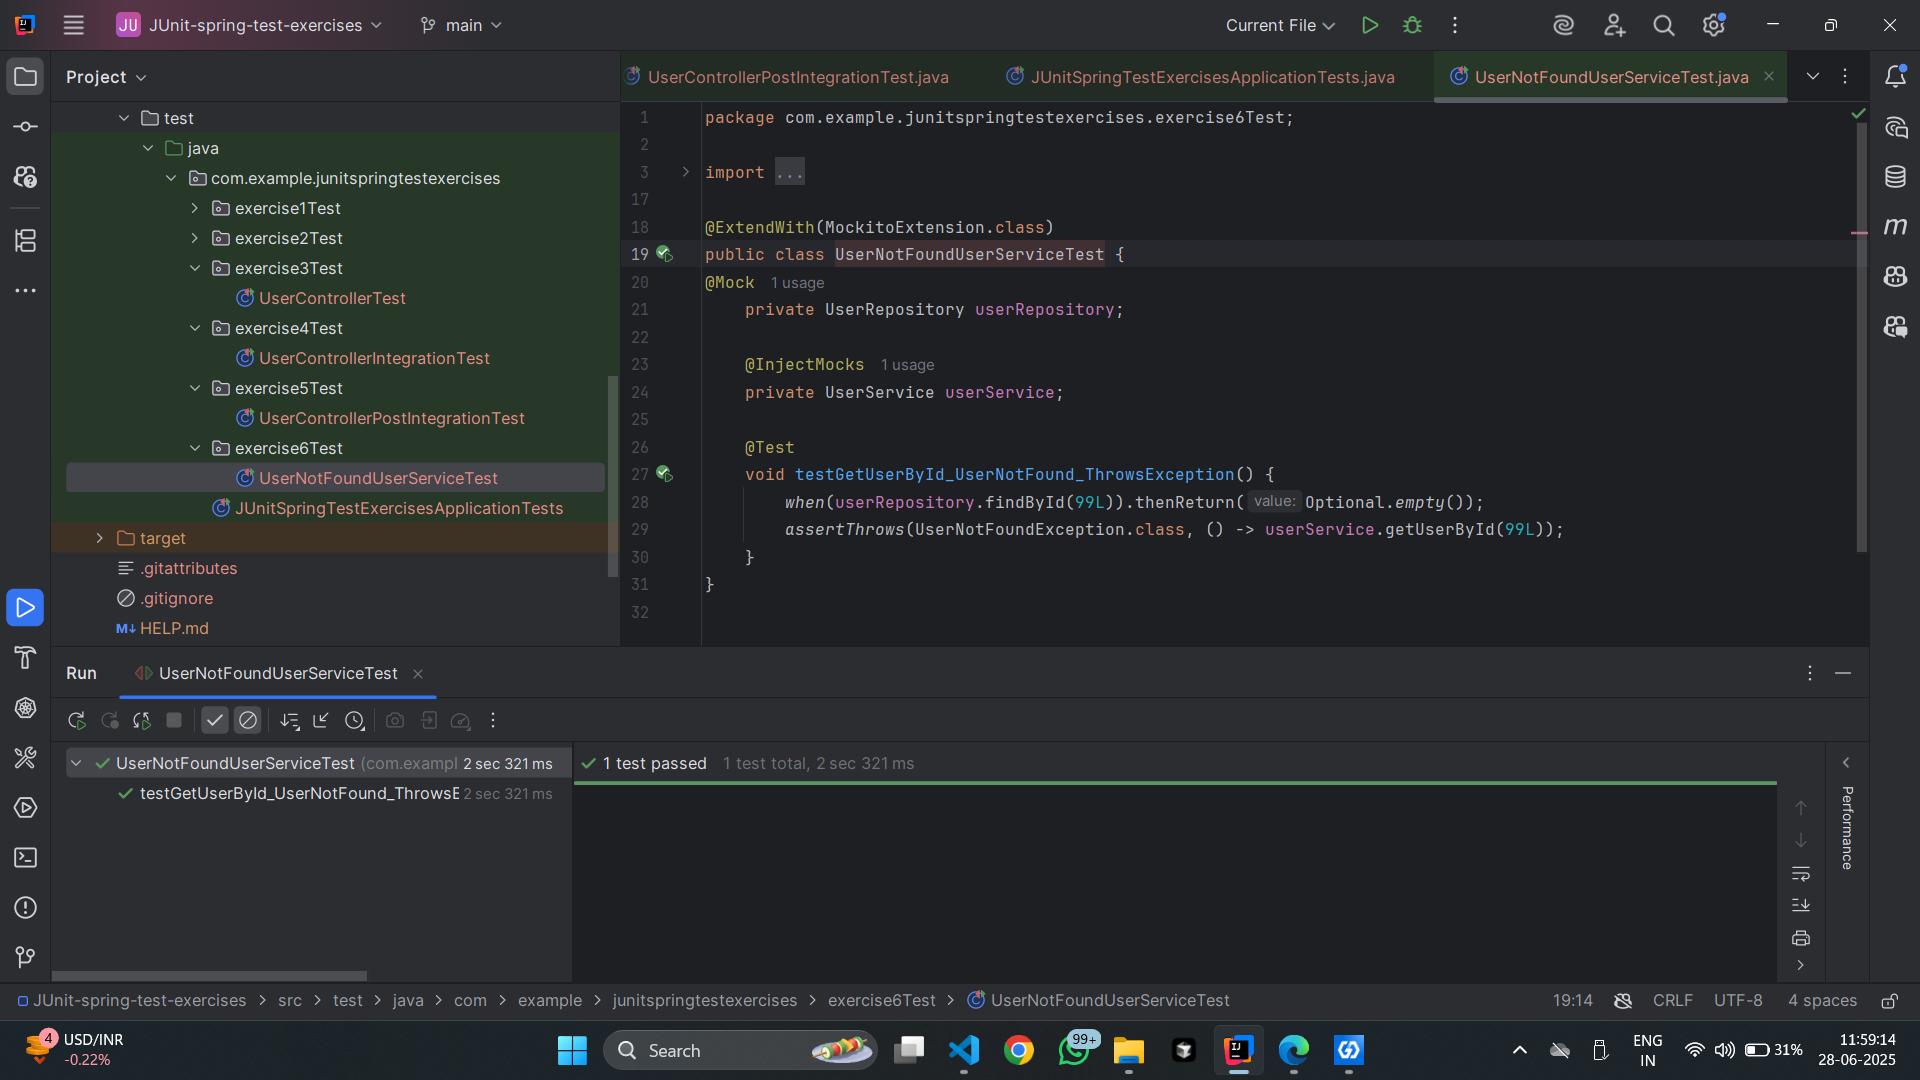 JU JUnit-spring-test-exercises main Current File
Project
UserControllerPostIntegrationTest.java JUnitSpringTestExercisesApplicationTests.java UserNotFoundUserServiceTest.java
test
java
com.example.junitspringtestexercises
exercise1Test
exercise2Test
exercise3Test
UserControllerTest
exercise4Test
UserControllerIntegrationTest
exercise5Test
UserControllerPostIntegrationTest
exercise6Test
UserNotFoundUserServiceTest
JUnitSpringTestExercisesApplicationTests
target
.gitattributes
.gitignore
M↓ HELP.md
1 package com.example.junitspringtestexercises.exercise6Test;
2
3 import ...
17
18 @ExtendWith(MockitoExtension.class)
19 public class UserNotFoundUserServiceTest {
20 @Mock 1 usage
21 private UserRepository userRepository;
22
23 @InjectMocks 1 usage
24 private UserService userService;
25
26 @Test
27 void testGetUserById_UserNotFound_ThrowsException() {
28 when(userRepository.findById(99L)).thenReturn( value: Optional.empty());
29 assertThrows(UserNotFoundException.class, () -> userService.getUserById(99L));
30 }
31 }
32
Run UserNotFoundUserServiceTest
UserNotFoundUserServiceTest (com.exampl 2 sec 321 ms
testGetUserById_UserNotFound_ThrowsE 2 sec 321 ms
1 test passed 1 test total, 2 sec 321 ms
Performance
JUnit-spring-test-exercises > src > test > java > com > example > junitspringtestexercises > exercise6Test > UserNotFoundUserServiceTest
19:14 CRLF UTF-8 4 spaces
4 USD/INR
-0.22%
Search
99+
ENG
IN
31%
11:59:14
28-06-2025